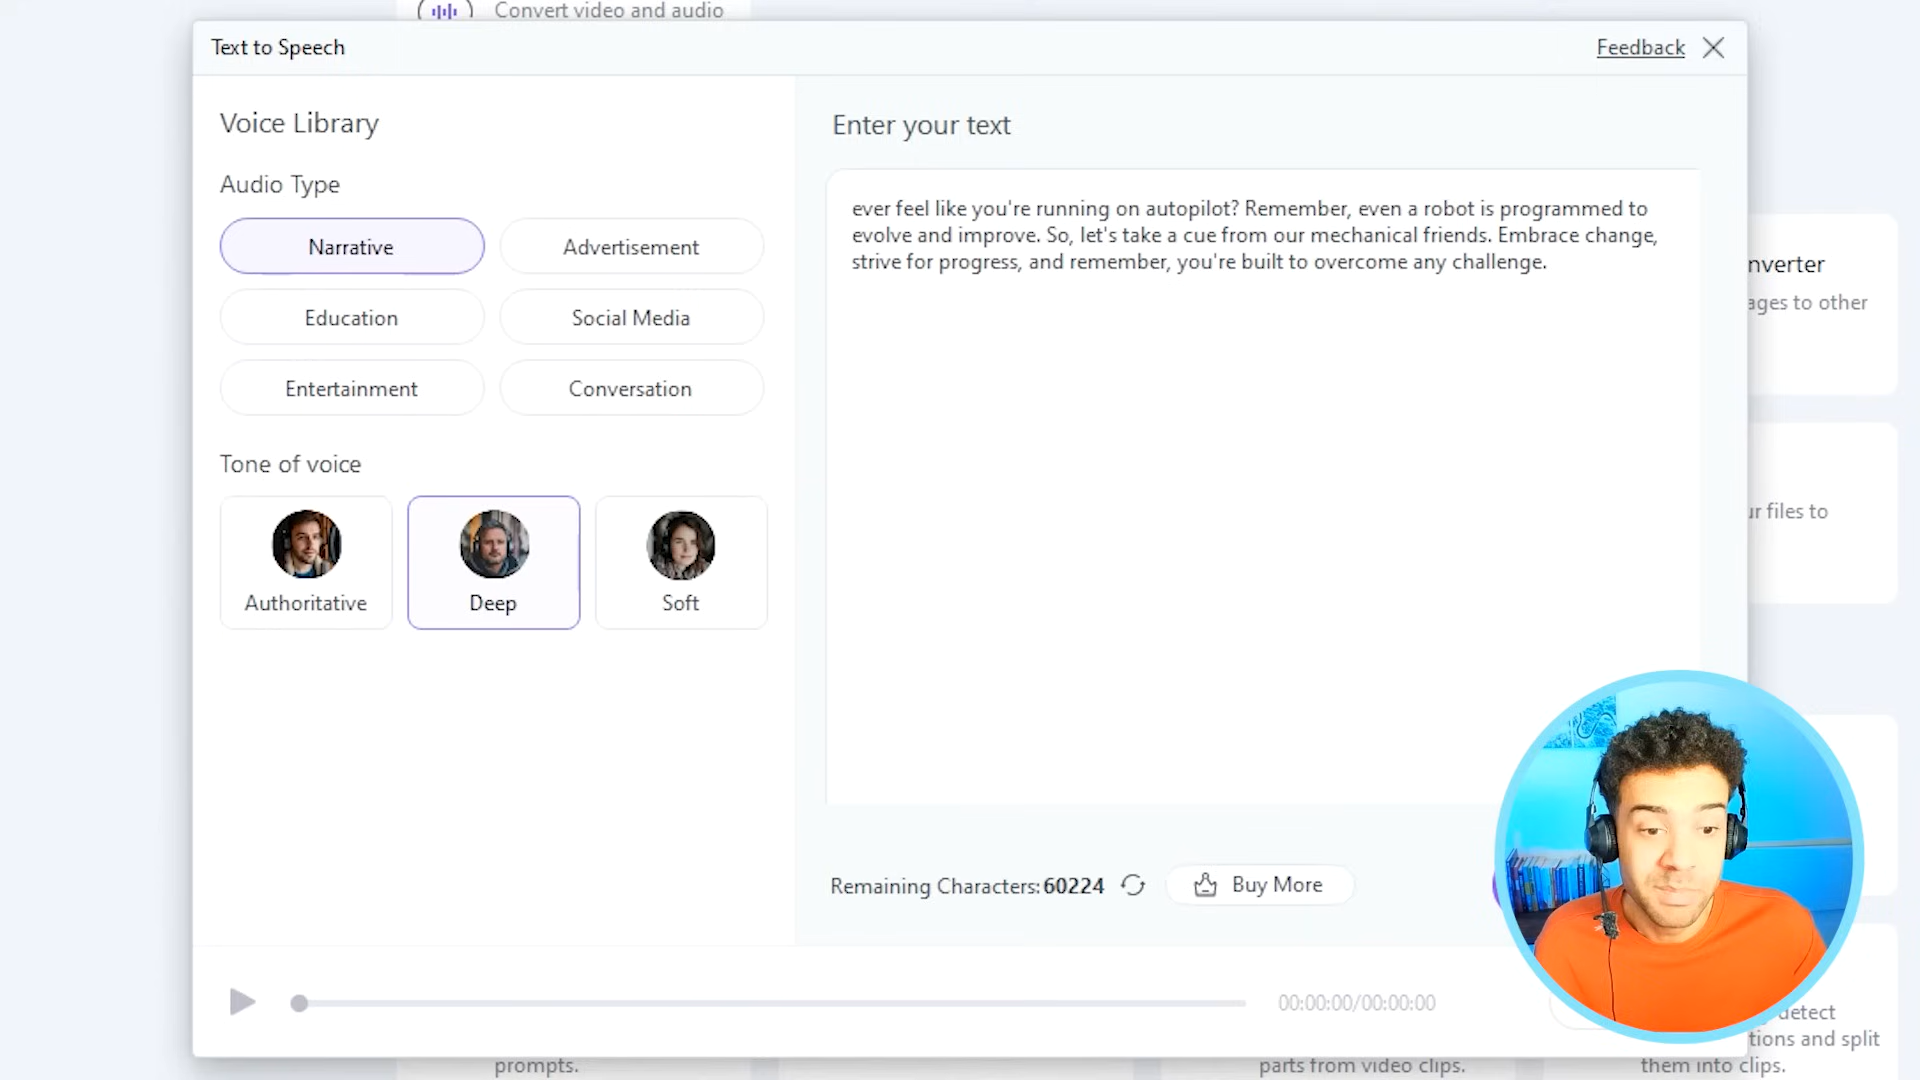 Convert video and audio
Text to Speech
Feedback
Voice Library
Audio Type
Narrative
Advertisement
Education
Social Media
Entertainment
Conversation
Tone of voice
Authoritative
Deep
Soft
Enter your text
ever feel like you're running on autopilot? Remember, even a robot is programmed to
evolve and improve. So, let's take a cue from our mechanical friends. Embrace change,
strive for progress, and remember, you're built to overcome any challenge.
Remaining Characters: 60224
Buy More
00:00:00/00:00:00
nverter
ages to other
ur files to
detect
tions and split
them into clips.
prompts.
parts from video clips.